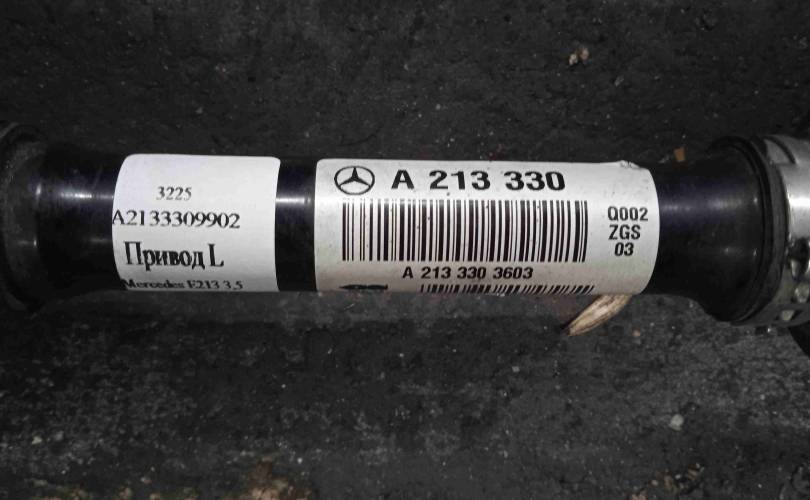 3225
A2133309902
Привод L
Mercedes E213 3,5
A 213 330
A 213 330 3603
Q002
ZGS
03